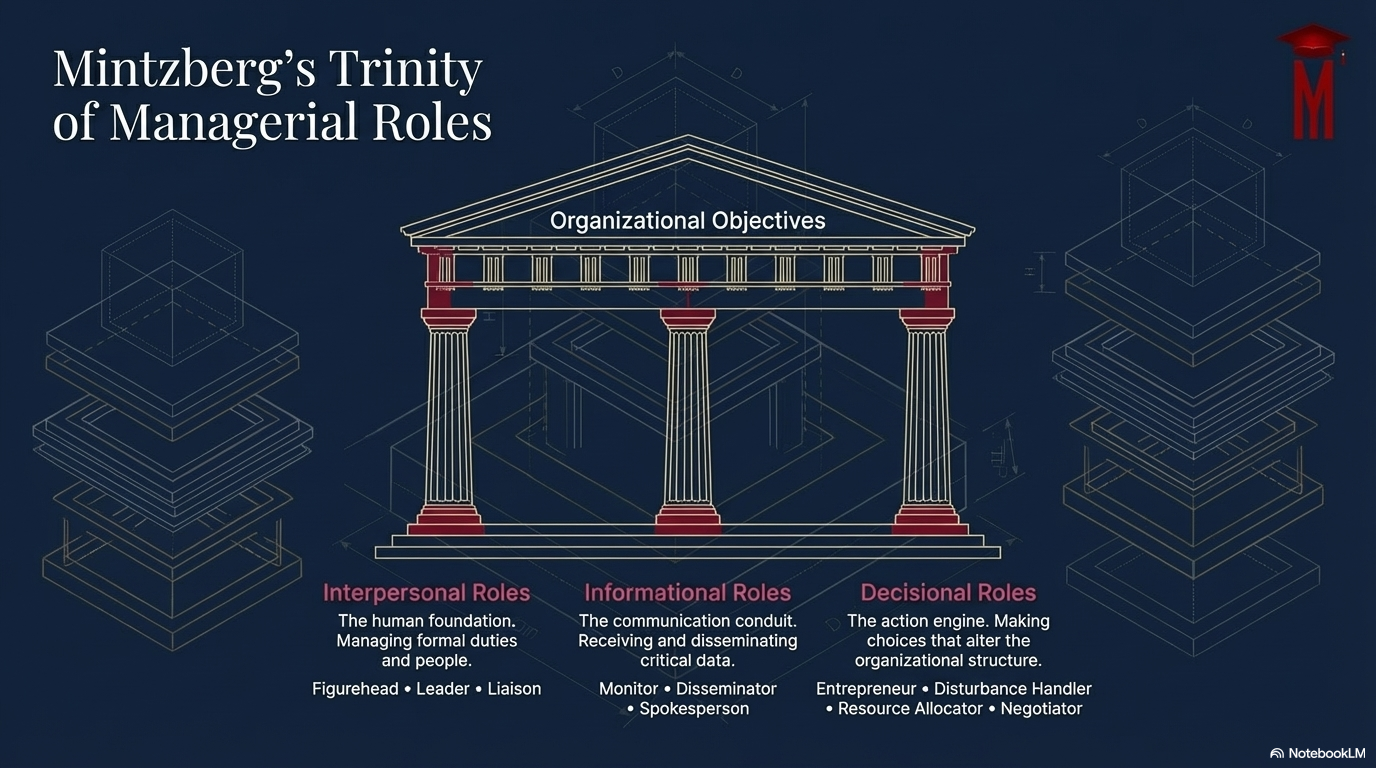 Mintzberg’s Trinity
of Managerial Roles
M
Organizational Objectives
Interpersonal Roles
The human foundation.
Managing formal duties
and people.
Figurehead • Leader • Liaison
Informational Roles
The communication conduit.
Receiving and disseminating
critical data.
Monitor • Disseminator
• Spokesperson
Decisional Roles
The action engine. Making
choices that alter the
organizational structure.
Entrepreneur • Disturbance Handler
• Resource Allocator • Negotiator
D
D
D
D
H
H
NotebookLM